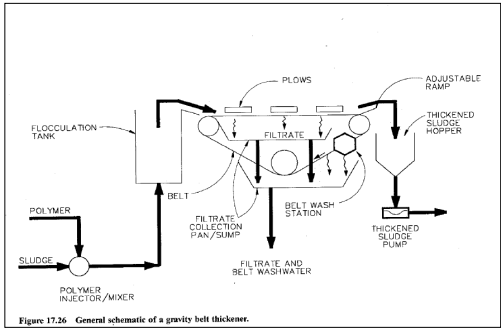 PLOWS
ADJUSTABLE
RAMP
FLOCCULATION
TANK
THICKENED
SLUDGE
HOPPER
FILTRATE
BELT
BELT WASH
STATION
FILTRATE
COLLECTION
PAN/SUMP
POLYMER
THICKENED
SLUDGE
PUMP
SLUDGE
FILTRATE AND
BELT WASHWATER
POLYMER
INJECTOR/MIXER
Figure 17.26 General schematic of a gravity belt thickener.